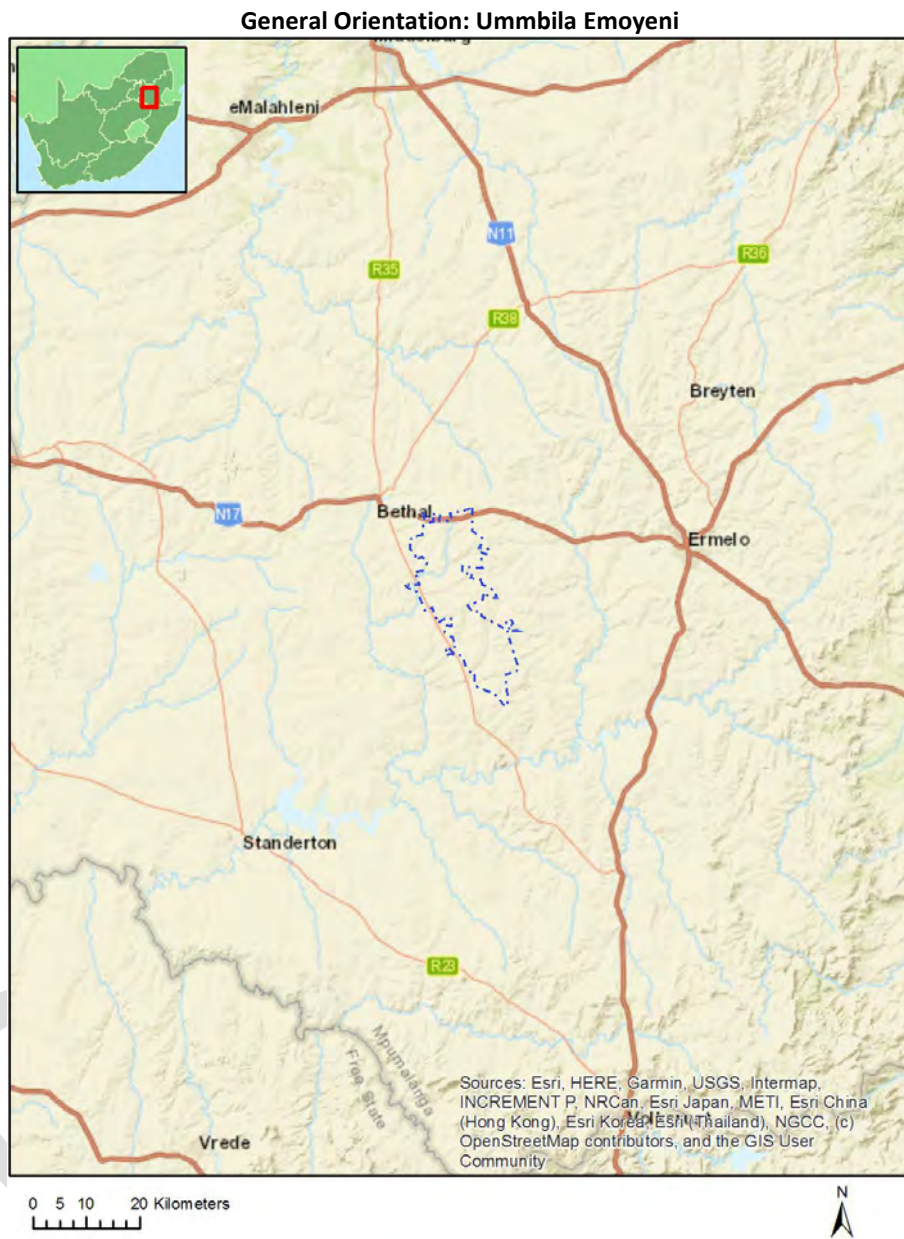 General Orientation: Ummbila Emoyeni
eMalahleni
N11
R36
R35
R38
Breyten
Bethal
N17
Ermelo
Standerton
R23
Mpumalanga
Free State
Sources: Esri, HERE, Garmin, USGS, Intermap,
INCREMENT P, NRCan, Esri Japan, METI, Esri China
(Hong Kong), Esri Korea, Esri (Thailand), NGCC, (c)
OpenStreetMap contributors, and the GIS User
Community
Vrede
0 5 10 20 Kilometers
N